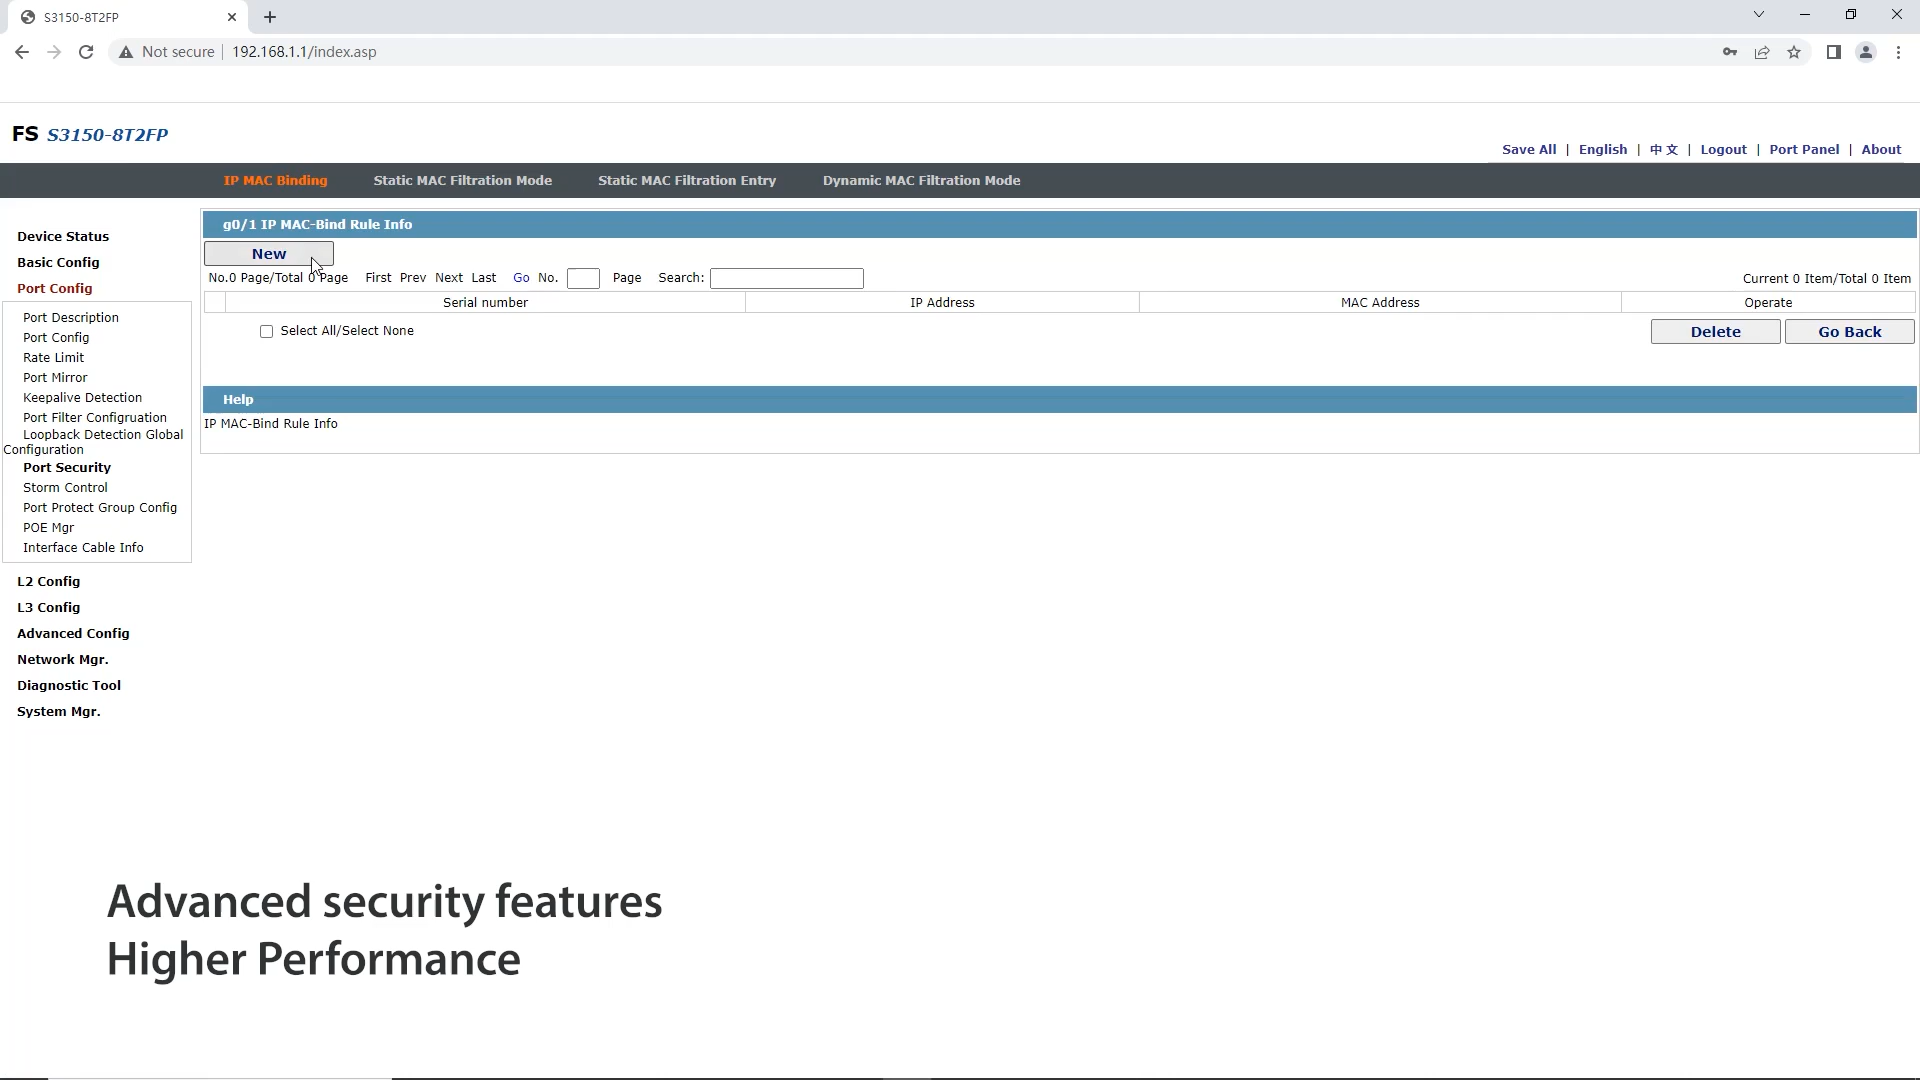 S3150-8T2FP
Not secure | 192.168.1.1/index.asp
FS S3150-8T2FP
Save All | English | 中文 | Logout | Port Panel | About
IP MAC Binding Static MAC Filtration Mode Static MAC Filtration Entry Dynamic MAC Filtration Mode
Device Status
Basic Config
Port Config
Port Description
Port Config
Rate Limit
Port Mirror
Keepalive Detection
Port Filter Configruation
Loopback Detection Global
Configuration
Port Security
Storm Control
Port Protect Group Config
POE Mgr
Interface Cable Info
L2 Config
L3 Config
Advanced Config
Network Mgr.
Diagnostic Tool
System Mgr.
g0/1 IP MAC-Bind Rule Info
New
No.0 Page/Total 0 Page First Prev Next Last Go No. Page Search: Current 0 Item/Total 0 Item
Serial number IP Address MAC Address Operate
Select All/Select None Delete Go Back
Help
IP MAC-Bind Rule Info
Advanced security features
Higher Performance